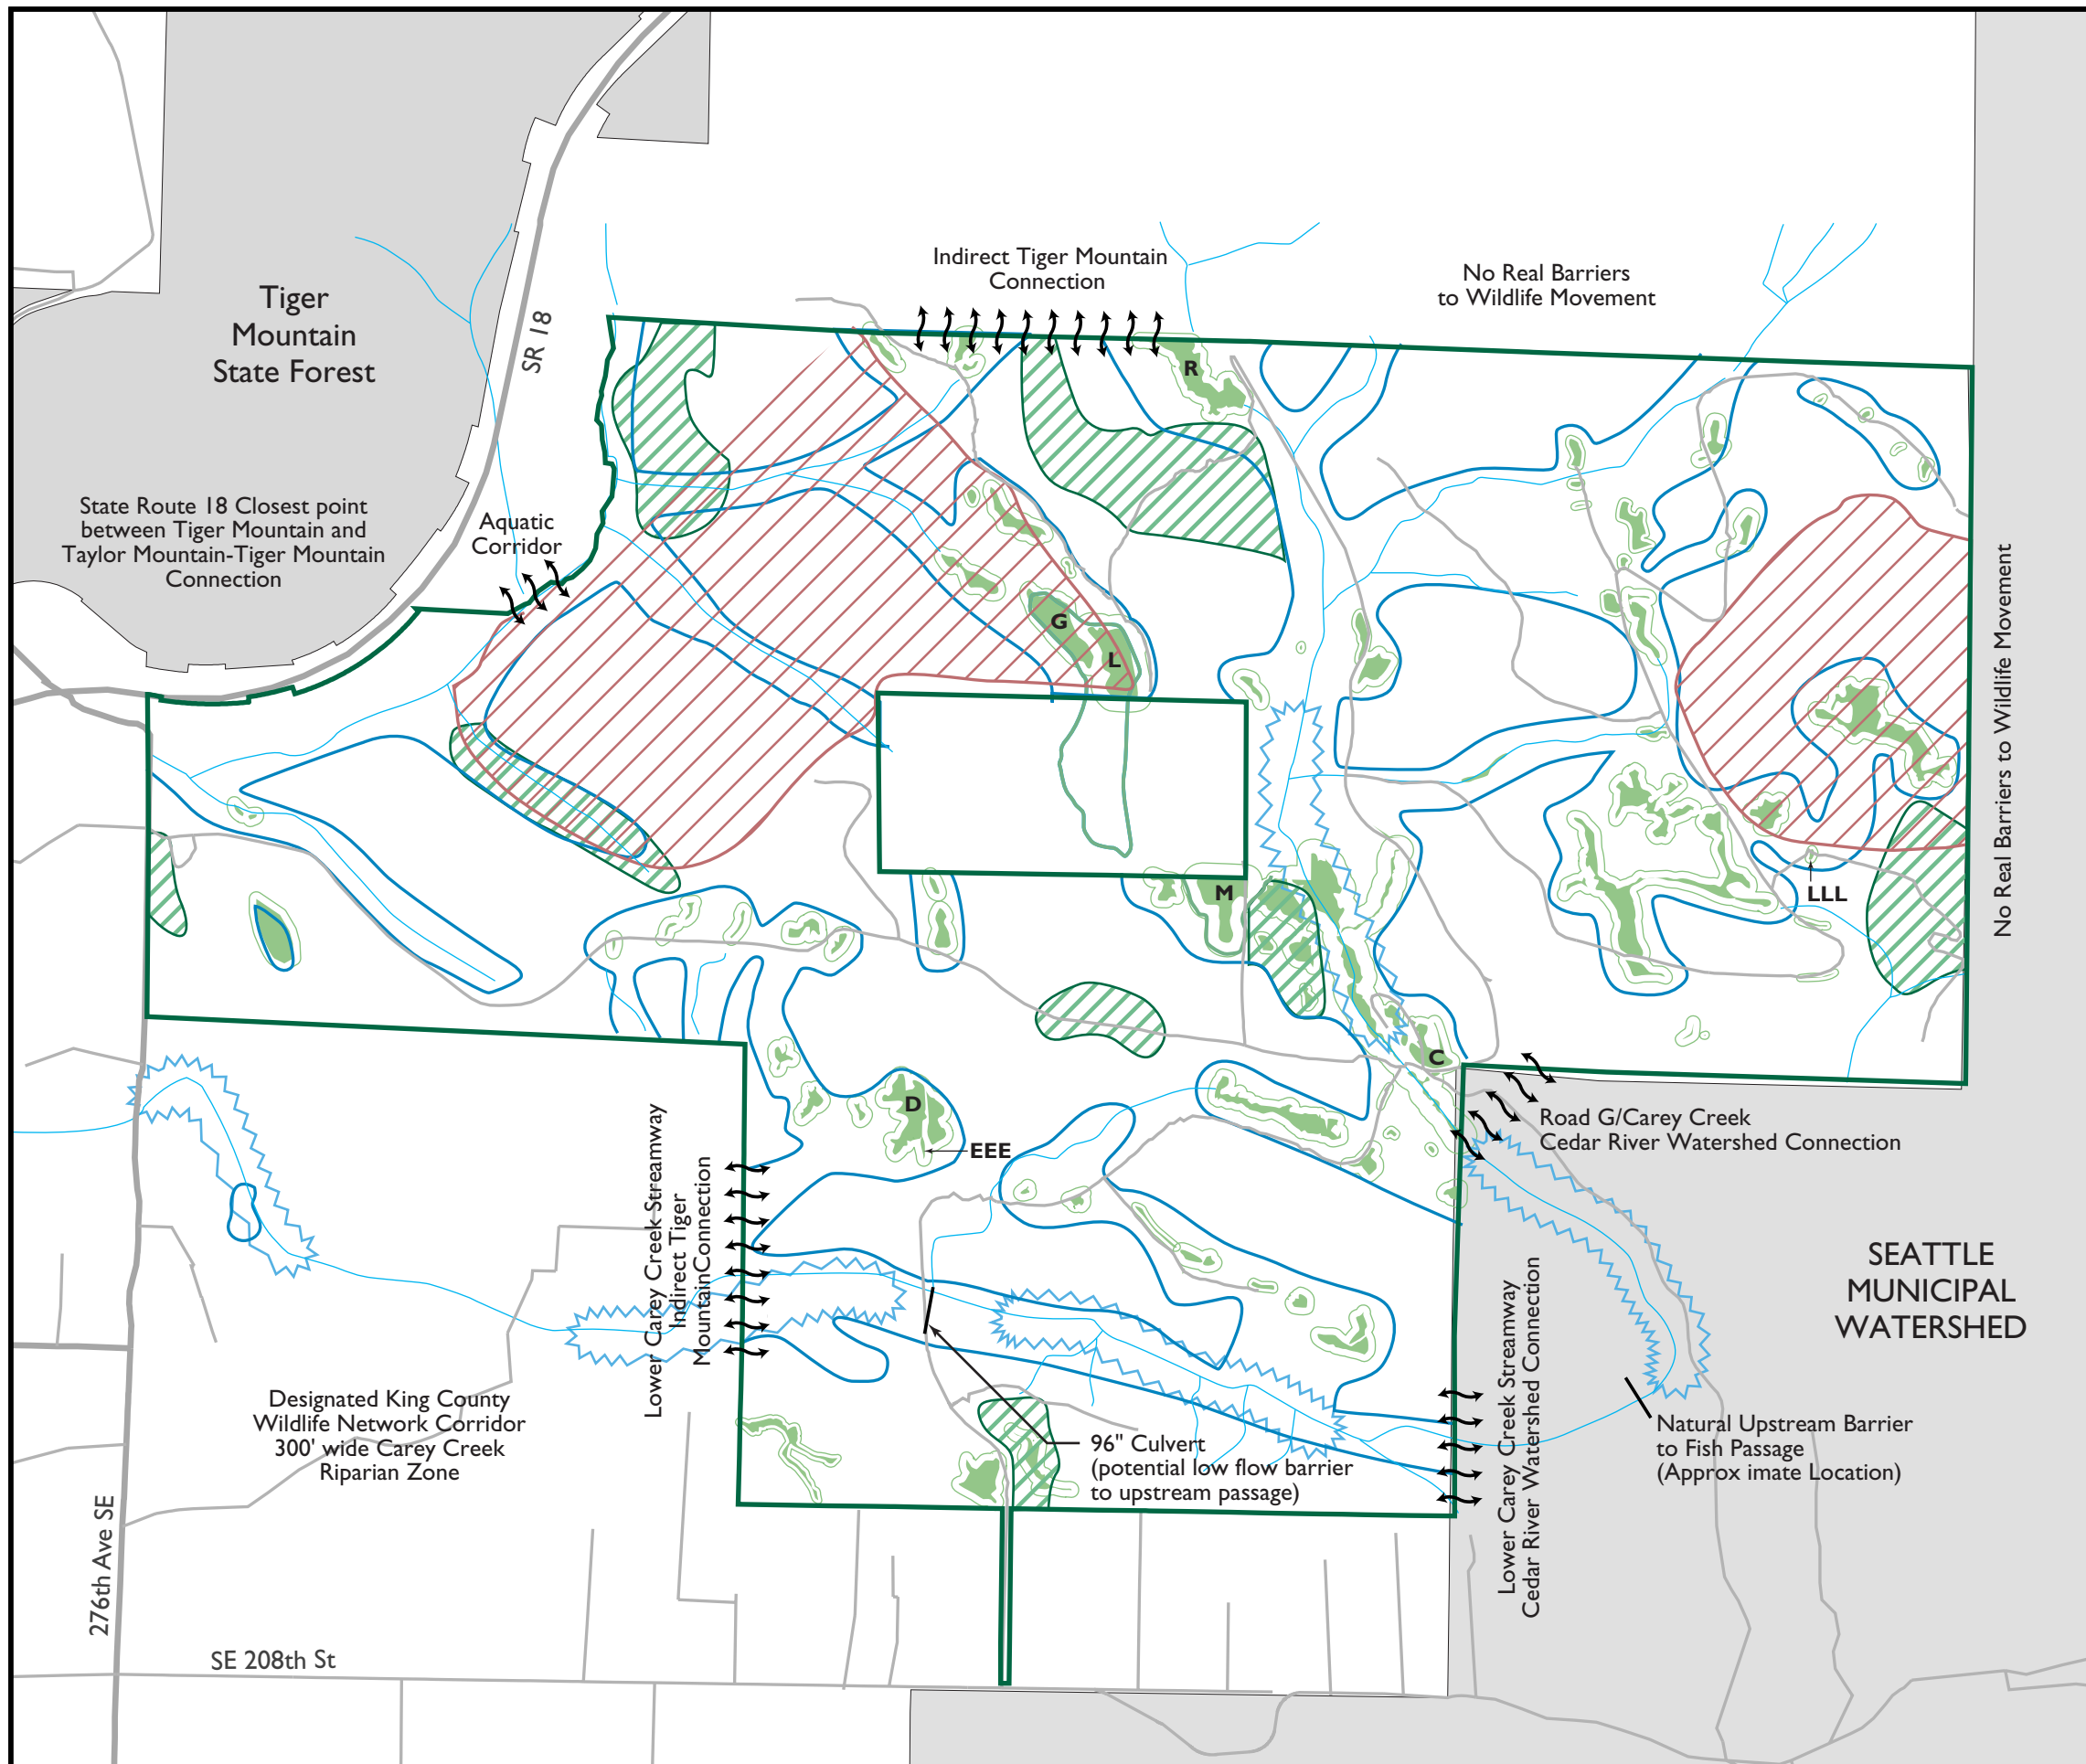 Indirect Tiger Mountain
Connection
No Real Barriers
to Wildlife Movement
Tiger
Mountain
State Forest
SR 18
R
State Route 18 Closest point
between Tiger Mountain and
Taylor Mountain-Tiger Mountain
Connection
Aquatic
Corridor
No Real Barriers to Wildlife Movement
G
L
M
LLL
C
D
EEE
Road G/Carey Creek
Cedar River Watershed Connection
Lower Carey Creek Streamway
Indirect Tiger
MountainConnection
SEATTLE
MUNICIPAL
WATERSHED
Lower Carey Creek Streamway
Cedar River Watershed Connection
Designated King County
Wildlife Network Corridor
300' wide Carey Creek
Riparian Zone
96" Culvert
(potential low flow barrier
to upstream passage)
Natural Upstream Barrier
to Fish Passage
(Approx imate Location)
276th Ave SE
SE 208th St